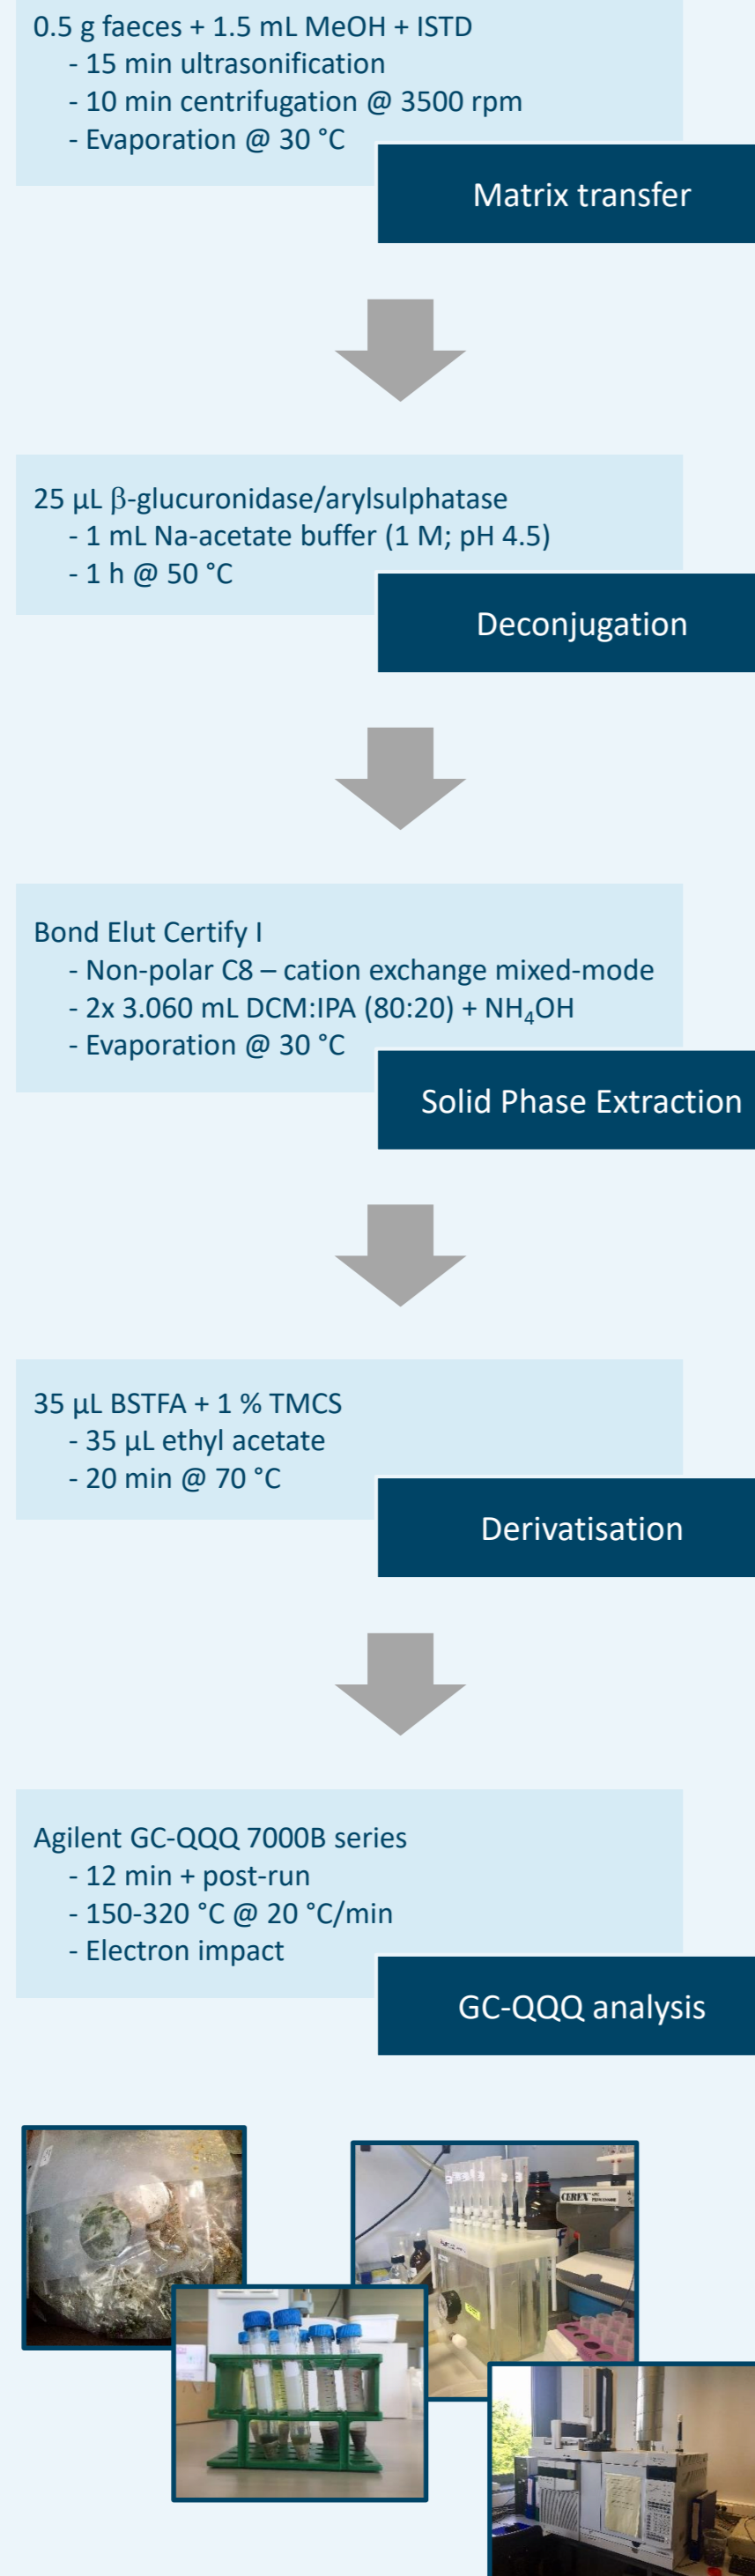 0.5 g faeces + 1.5 mL MeOH + ISTD
- 15 min ultrasonification
- 10 min centrifugation @ 3500 rpm
- Evaporation @ 30 °C
Matrix transfer
25 µL β-glucuronidase/arylsulphatase
- 1 mL Na-acetate buffer (1 M; pH 4.5)
- 1 h @ 50 °C
Deconjugation
Bond Elut Certify I
- Non-polar C8 – cation exchange mixed-mode
- 2x 3.060 mL DCM:IPA (80:20) + NH₄OH
- Evaporation @ 30 °C
Solid Phase Extraction
35 µL BSTFA + 1 % TMCS
- 35 µL ethyl acetate
- 20 min @ 70 °C
Derivatisation
Agilent GC-QQQ 7000B series
- 12 min + post-run
- 150-320 °C @ 20 °C/min
- Electron impact
GC-QQQ analysis
CEREX